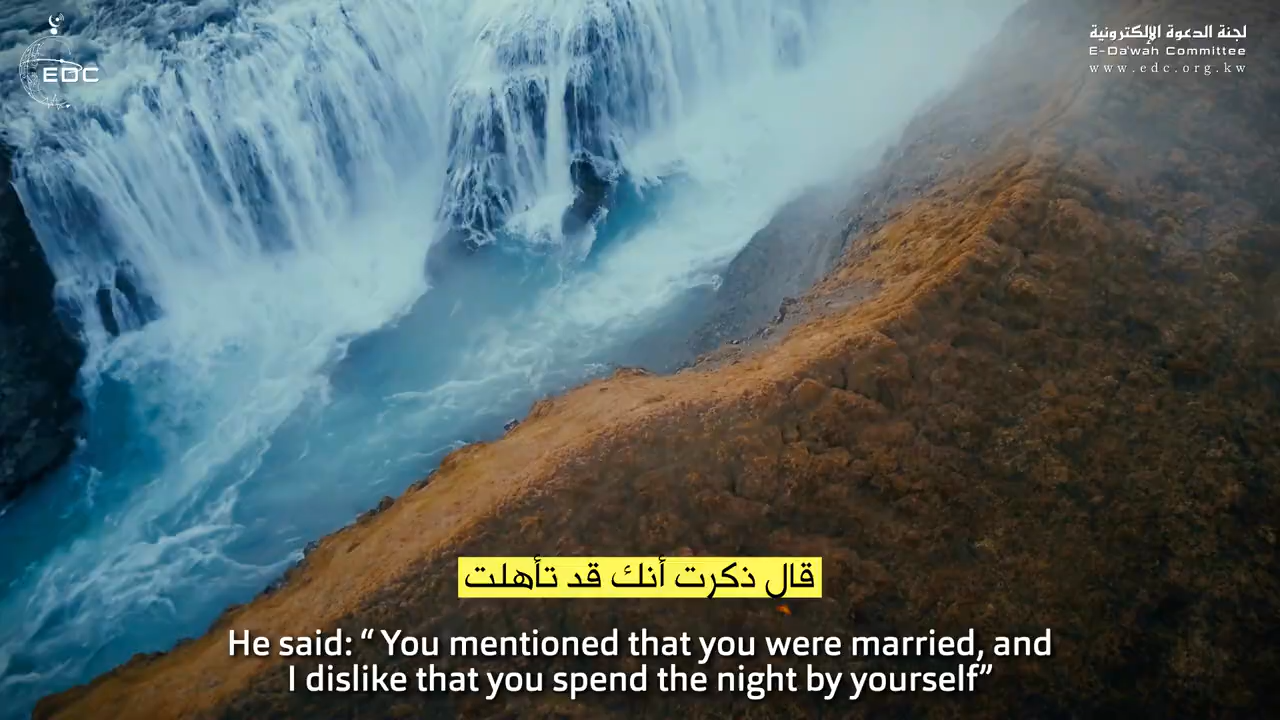 EDC
لجنة الدعوة الإلكترونية
E-Da'wah Committee
www.edc.org.kw
قال ذكرت أنك قد تأهلت
He said: “ You mentioned that you were married, and
I dislike that you spend the night by yourself”